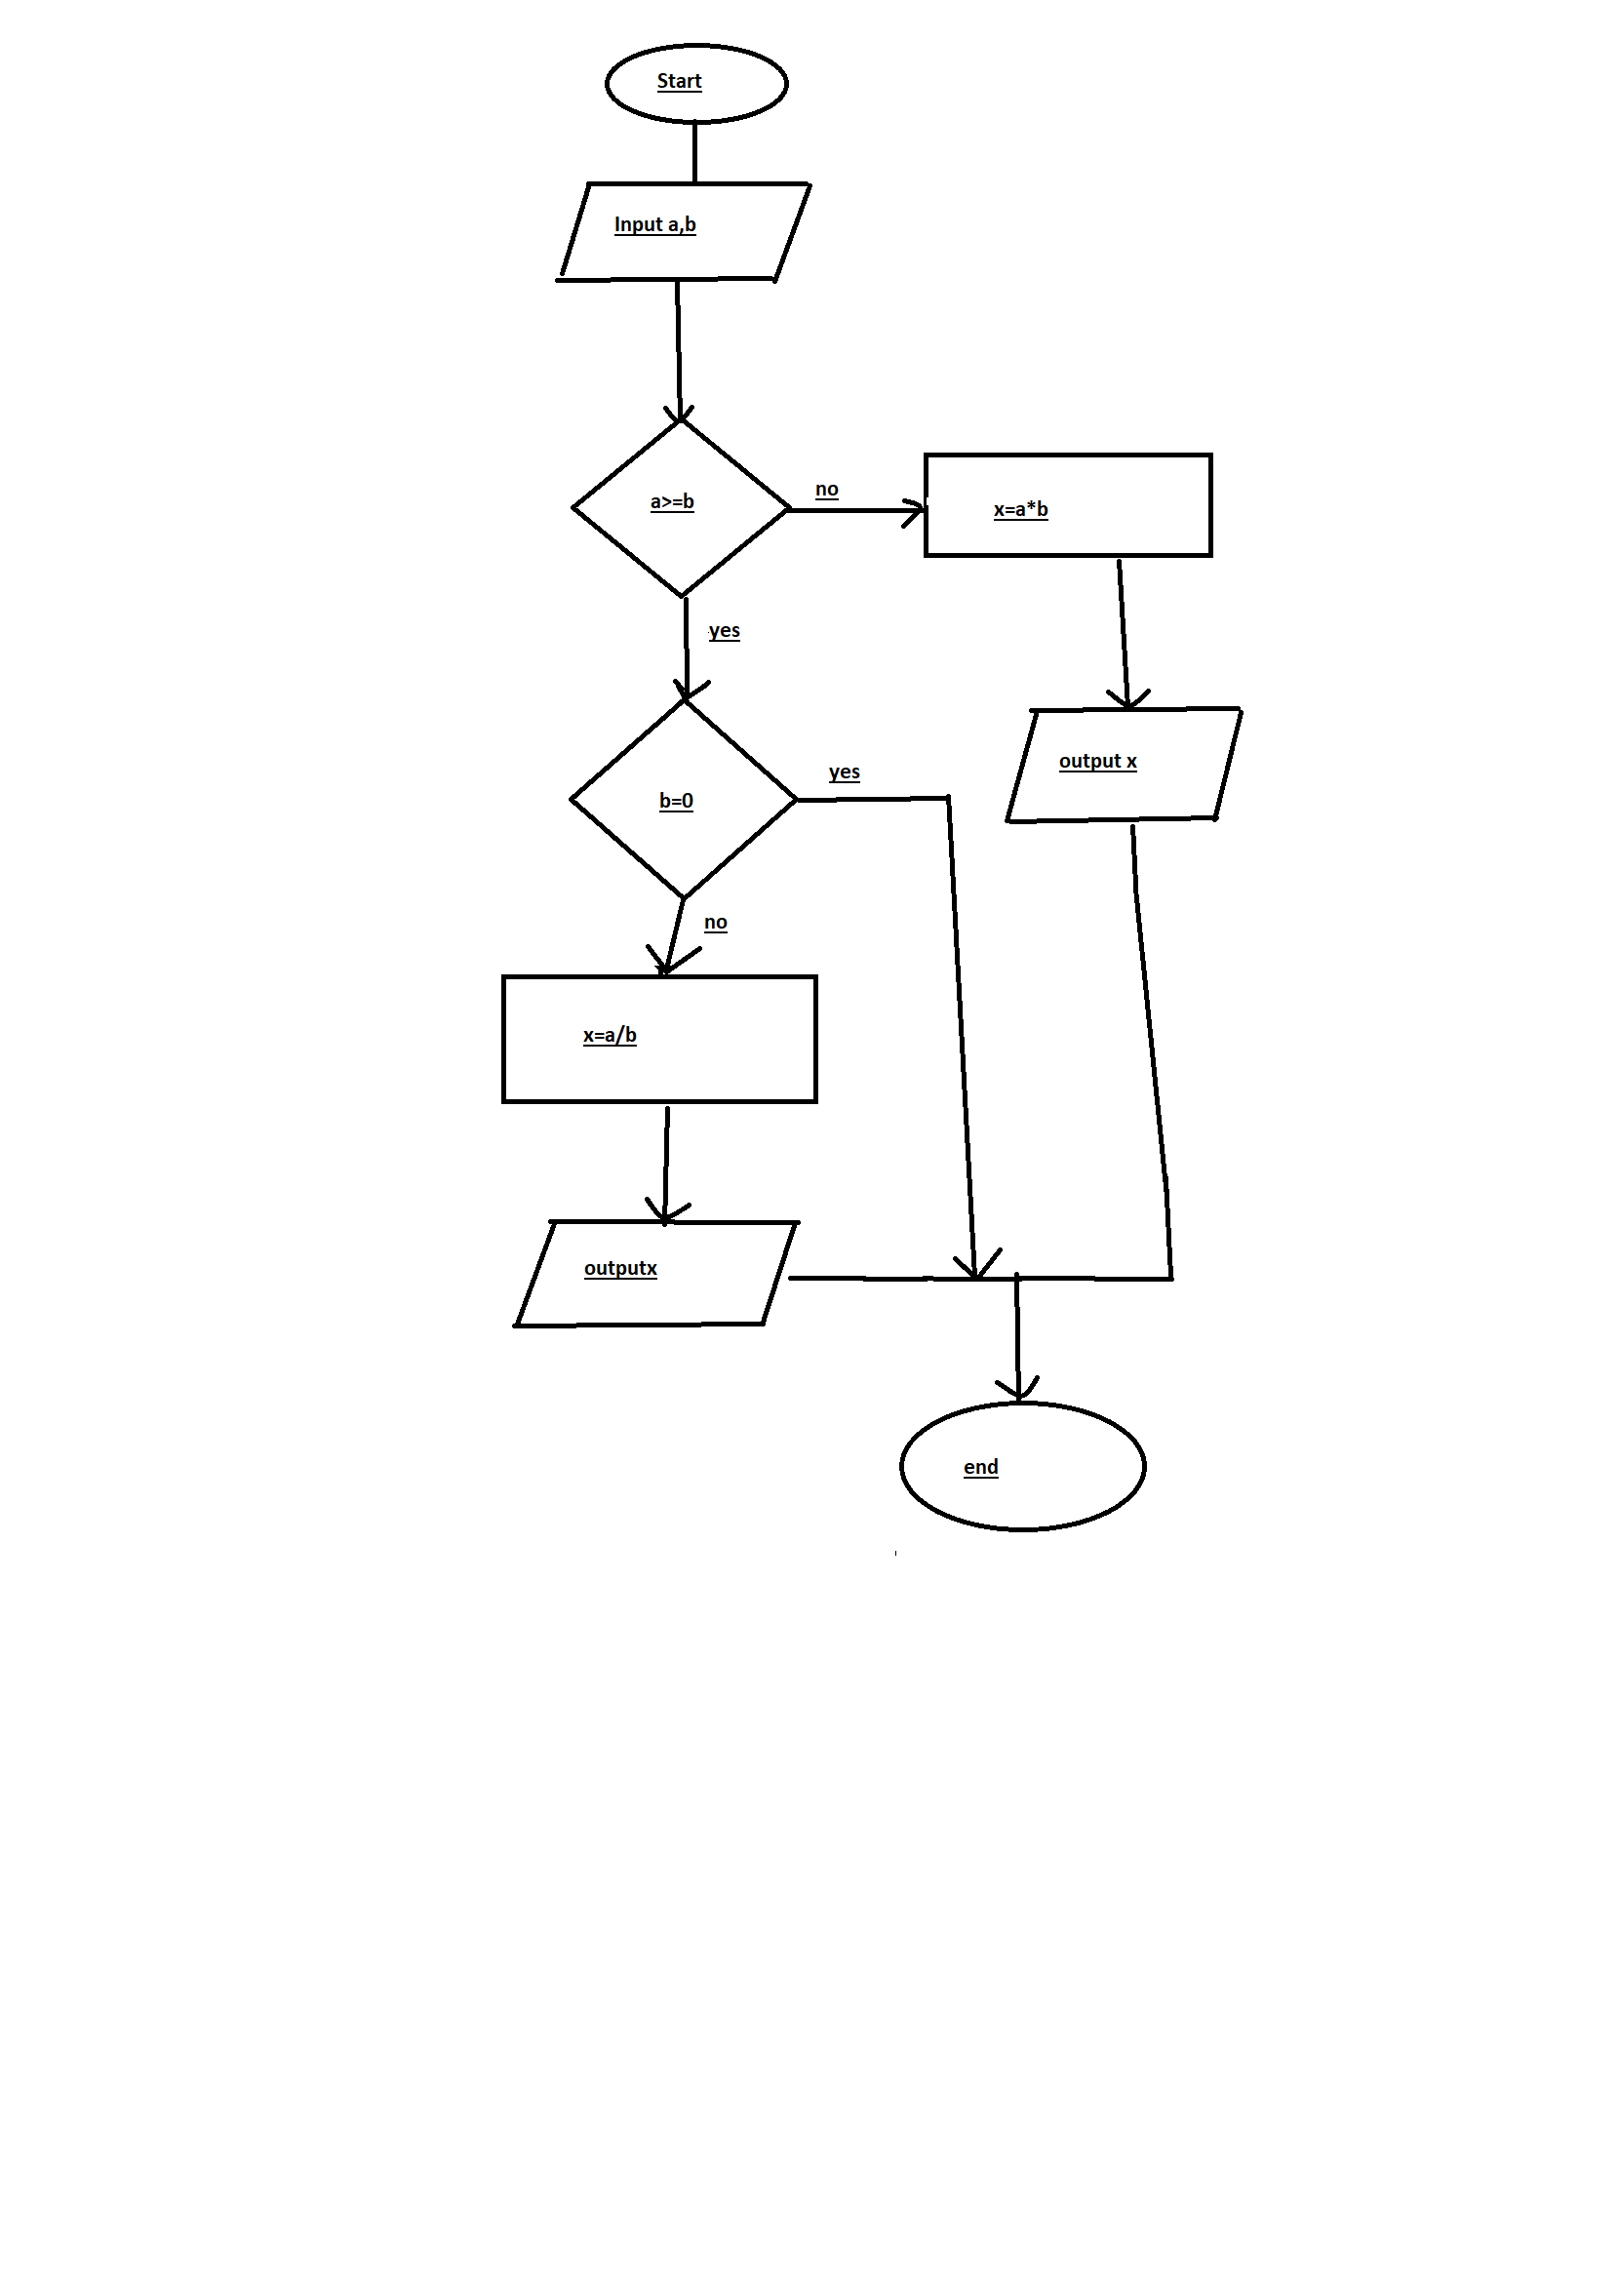 Start
Input a,b
a>=b
no
x=a*b
yes
output x
yes
b=0
no
x=a/b
outputx
end